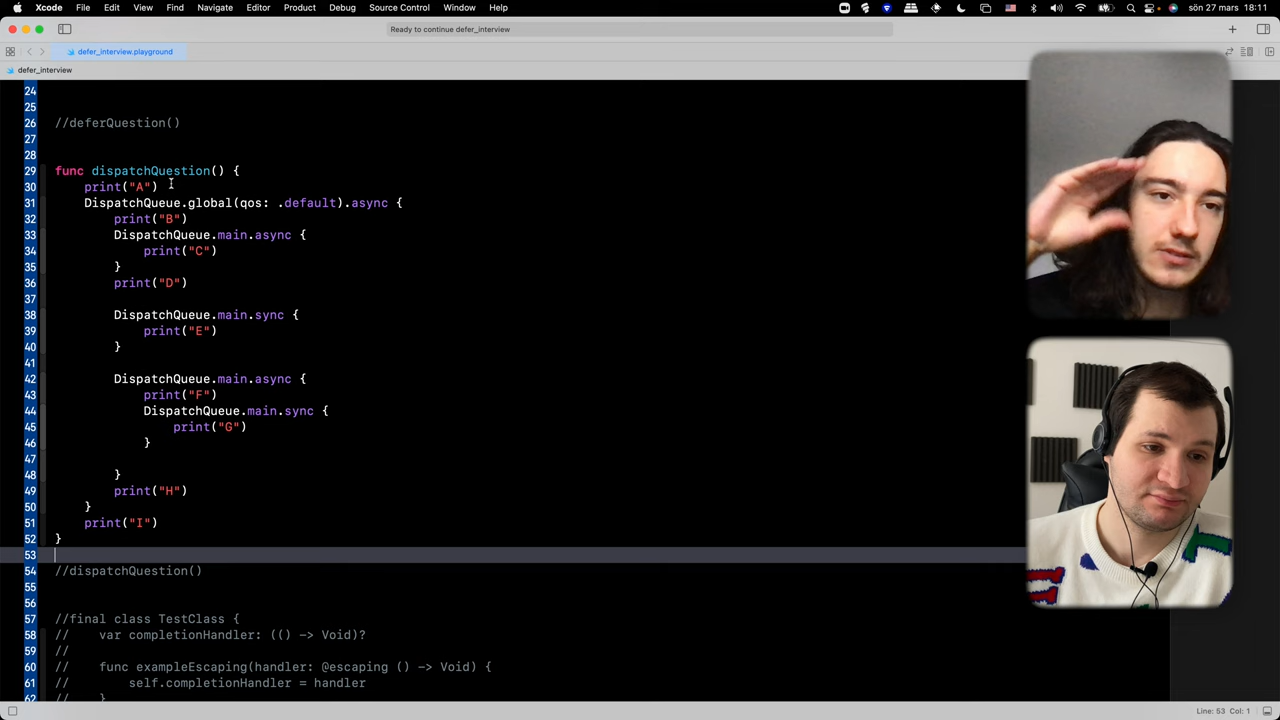 Xcode File Edit View Find Navigate Editor Product Debug Source Control Window Help sön 27 mars 18:11
Ready to continue defer_interview
defer_interview.playground
defer_interview
24
25
26 //deferQuestion()
27
28
29 func dispatchQuestion() {
30 print("A")
31 DispatchQueue.global(qos: .default).async {
32 print("B")
33 DispatchQueue.main.async {
34 print("C")
35 }
36 print("D")
37
38 DispatchQueue.main.sync {
39 print("E")
40 }
41
42 DispatchQueue.main.async {
43 print("F")
44 DispatchQueue.main.sync {
45 print("G")
46 }
47
48 }
49 print("H")
50 }
51 print("I")
52 }
53
54 //dispatchQuestion()
55
56
57 //final class TestClass {
58 // var completionHandler: (() -> Void)?
59 //
60 // func exampleEscaping(handler: @escaping () -> Void) {
61 // self.completionHandler = handler
62 // }
Line: 53 Col: 1